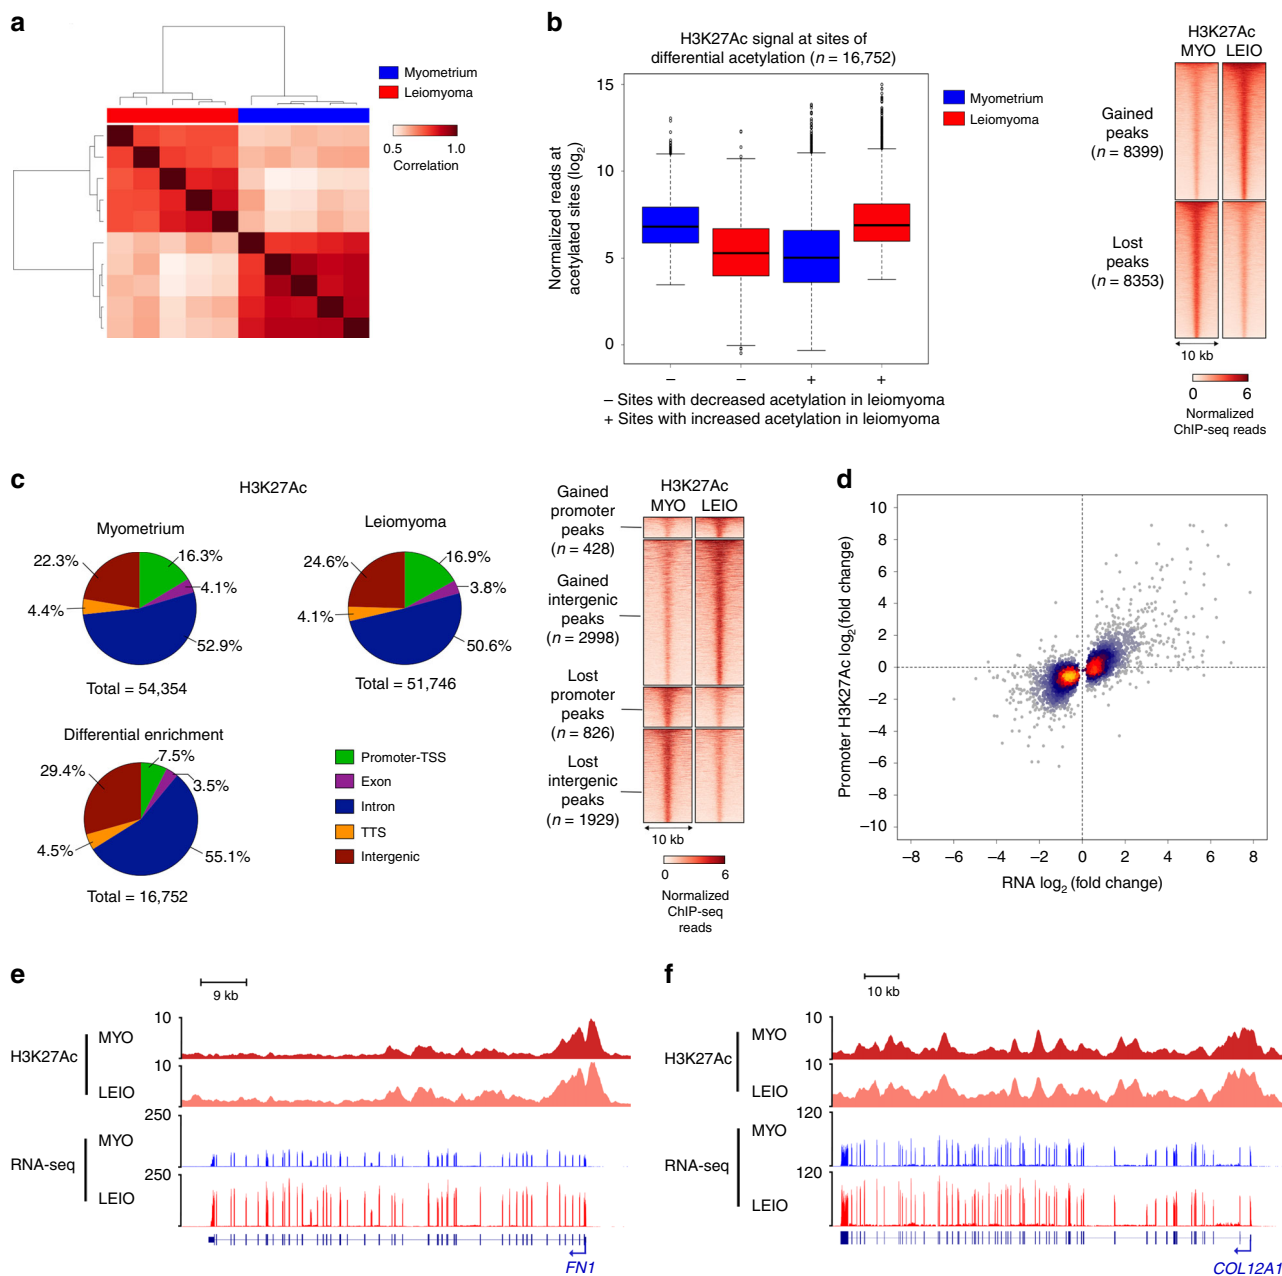 a
Myometrium
Leiomyoma
0.5 1.0
Correlation
b
H3K27Ac signal at sites of
differential acetylation (n = 16,752)
Normalized reads at
acetylated sites (log2)
15
10
5
0
– – + +
– Sites with decreased acetylation in leiomyoma
+ Sites with increased acetylation in leiomyoma
Myometrium
Leiomyoma
H3K27Ac
MYO LEIO
Gained
peaks
(n = 8399)
Lost
peaks
(n = 8353)
10 kb
0 6
Normalized
ChIP-seq reads
c
H3K27Ac
Myometrium
22.3%
16.3%
4.1%
4.4%
52.9%
Total = 54,354
Leiomyoma
24.6%
16.9%
3.8%
4.1%
50.6%
Total = 51,746
Differential enrichment
29.4%
7.5%
3.5%
4.5%
55.1%
Total = 16,752
Promoter-TSS
Exon
Intron
TTS
Intergenic
H3K27Ac
MYO LEIO
Gained
promoter
peaks
(n = 428)
Gained
intergenic
peaks
(n = 2998)
Lost
promoter
peaks
(n = 826)
Lost
intergenic
peaks
(n = 1929)
10 kb
0 6
Normalized
ChIP-seq
reads
d
Promoter H3K27Ac log2(fold change)
10
8
6
4
2
0
–2
–4
–6
–8
–10
–8 –6 –4 –2 0 2 4 6 8
RNA log2 (fold change)
e
9 kb
H3K27Ac
MYO
10
LEIO
10
RNA-seq
MYO
250
LEIO
250
FN1
f
10 kb
H3K27Ac
MYO
10
LEIO
10
RNA-seq
MYO
120
LEIO
120
COL12A1